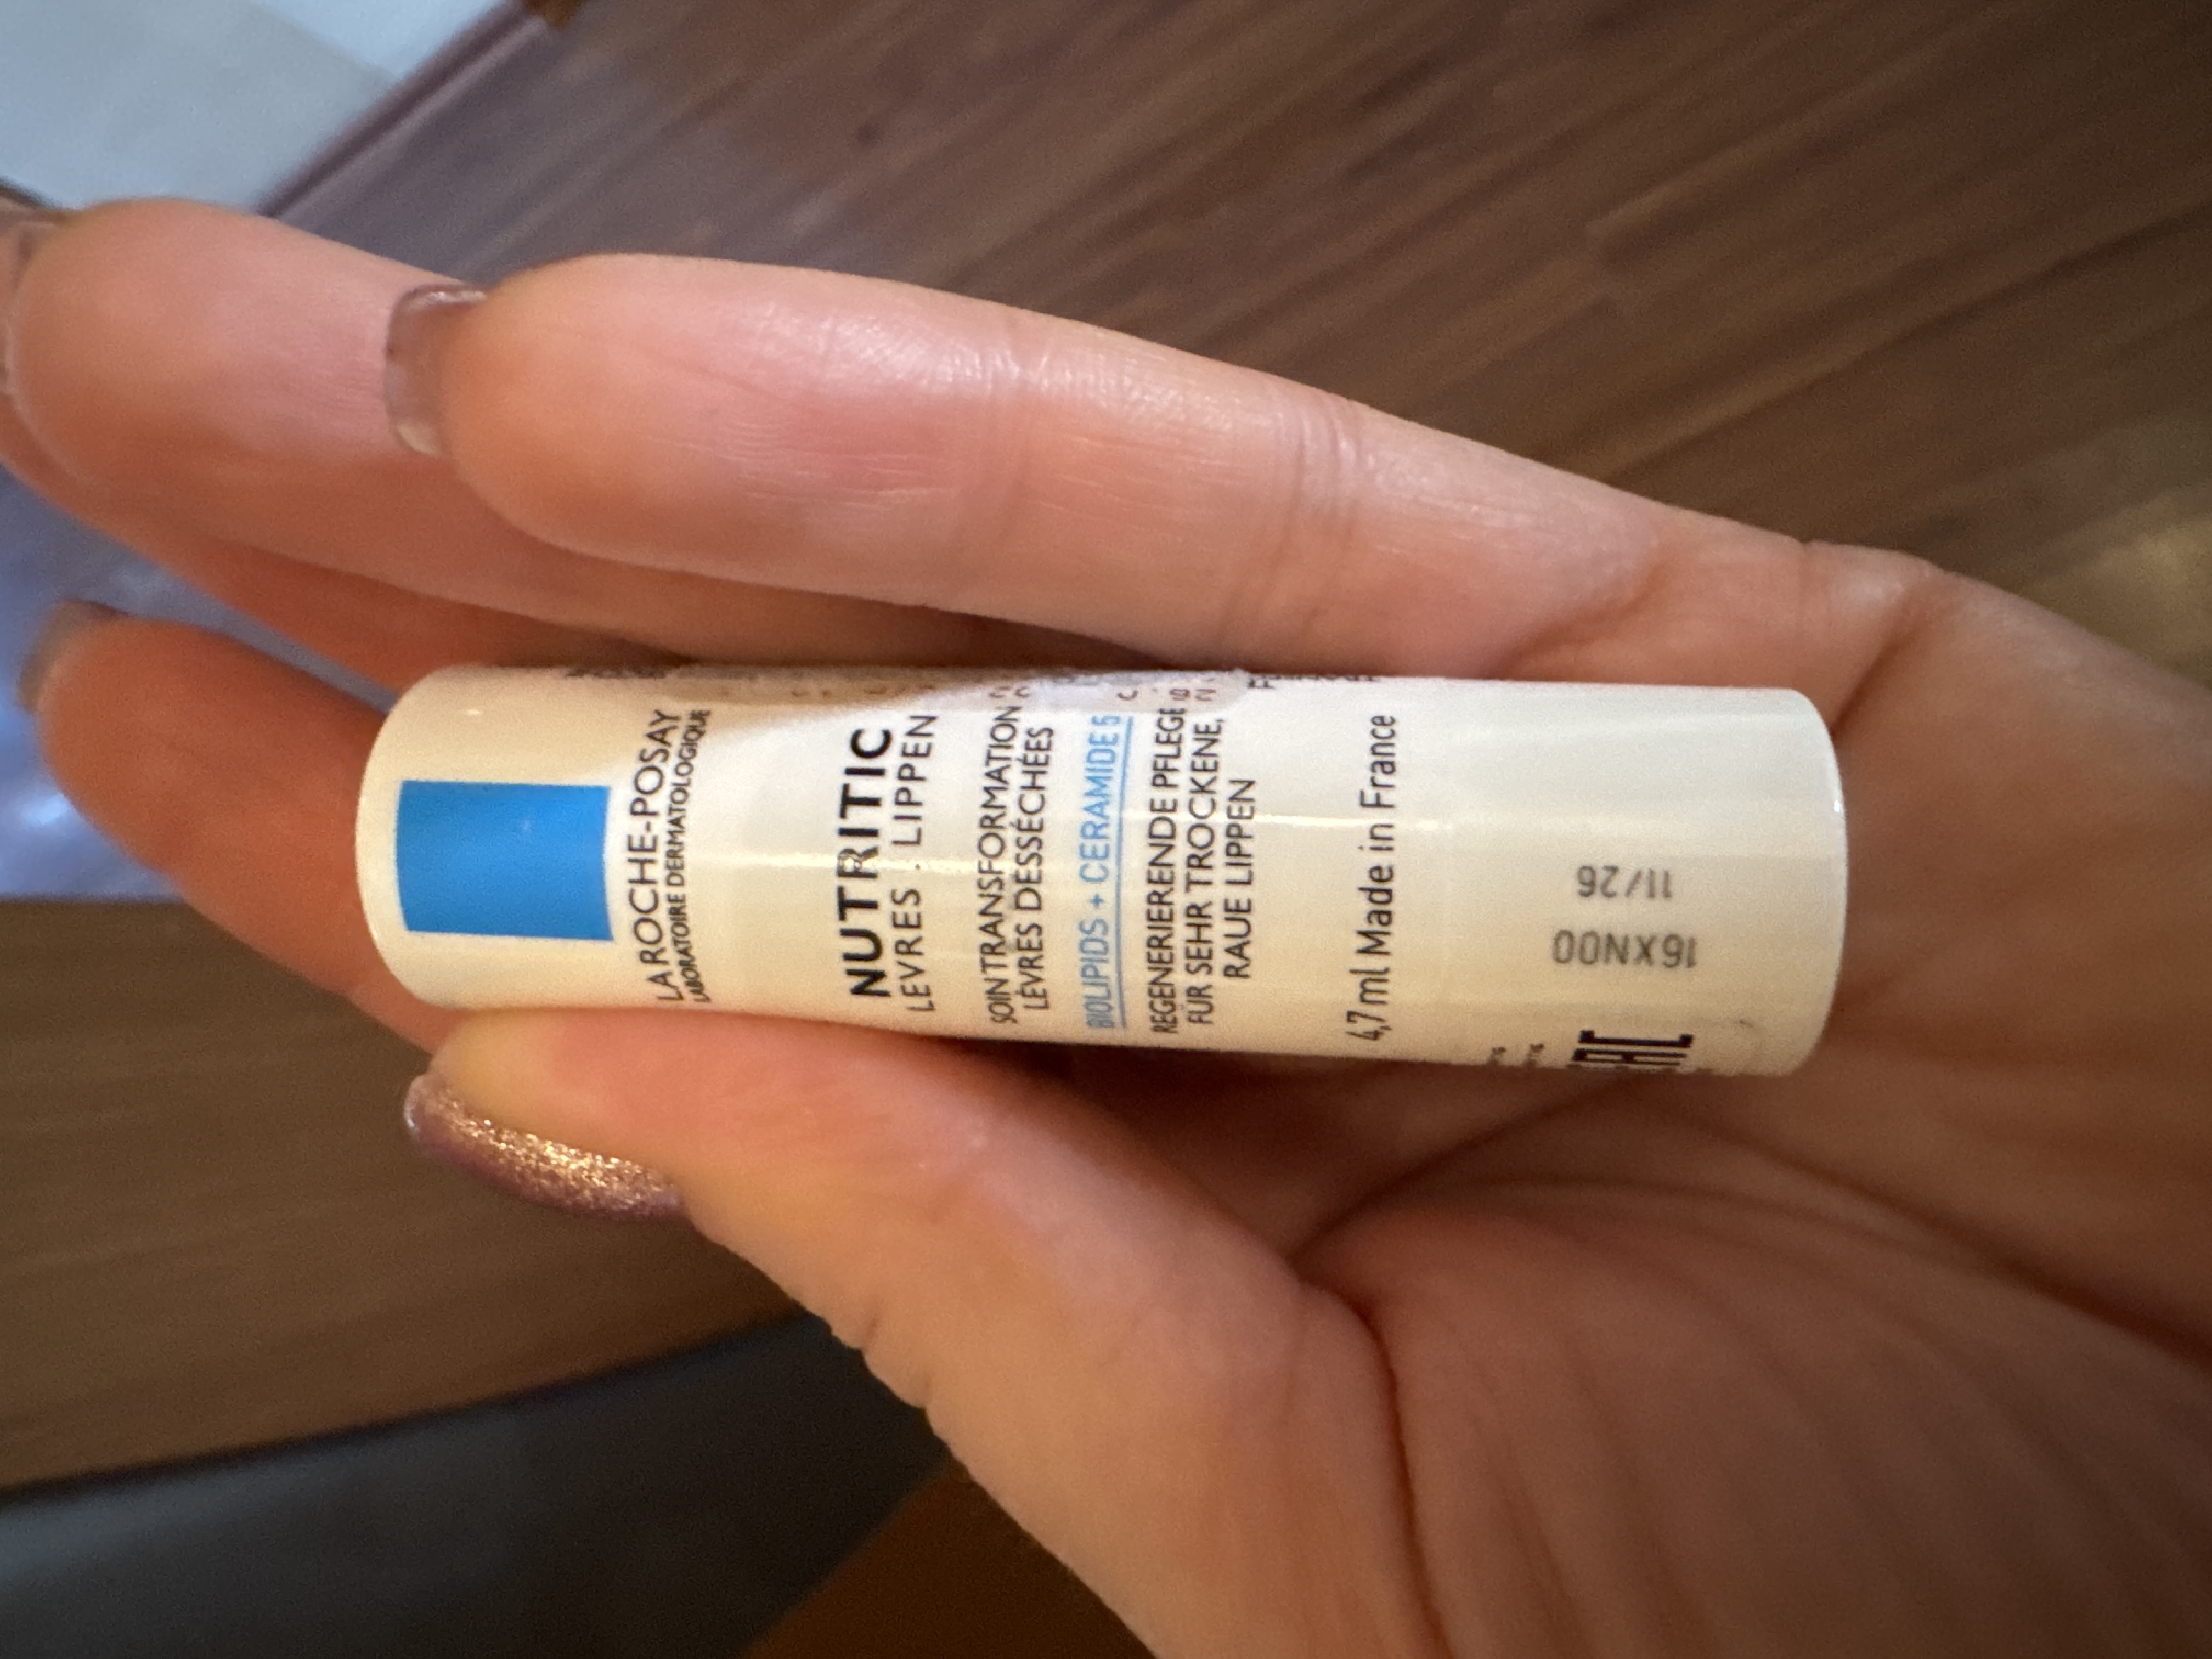 LA ROCHE-POSAY
LABORATOIRE DERMATOLOGIQUE
NUTRITIC
LEVRES . LIPPEN
SOIN TRANSFORMATION
LÈVRES DESSÉCHÉES
BIOLIPIDS + CERAMIDE 5
REGENERIERENDE PFLEGE
FÜR SEHR TROCKENE,
RAUE LIPPEN
4,7 ml Made in France
11/26
16XN00